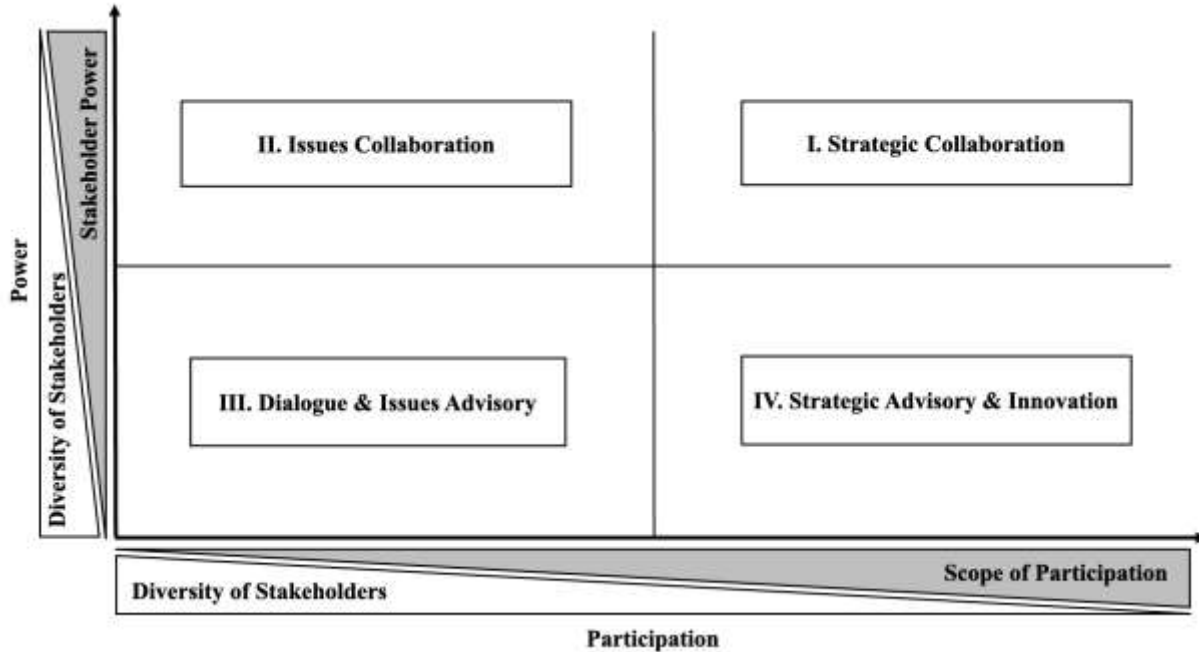 Power
Diversity of Stakeholders
Stakeholder Power
II. Issues Collaboration
I. Strategic Collaboration
III. Dialogue & Issues Advisory
IV. Strategic Advisory & Innovation
Scope of Participation
Diversity of Stakeholders
Participation